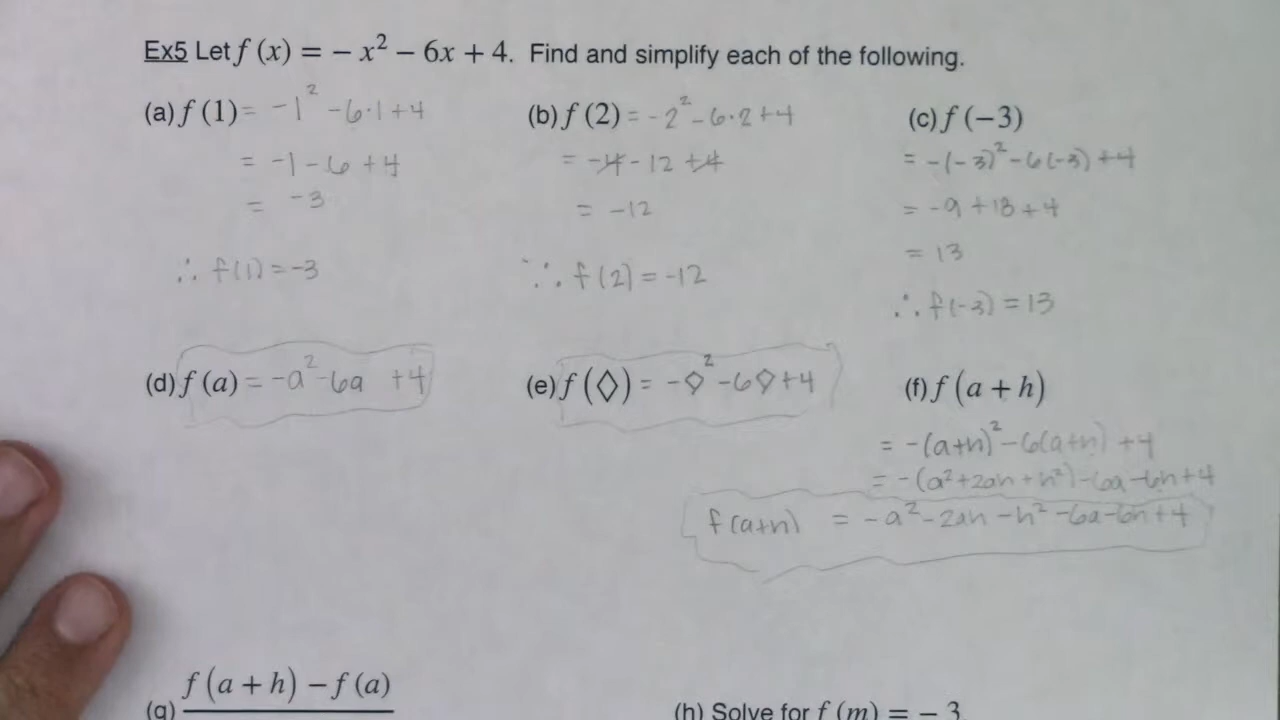 Ex5 Let f(x) = − x² − 6x + 4. Find and simplify each of the following.
(a) f(1) = -1² - 6·1 + 4
= -1 - 6 + 4
= -3
∴ f(1) = -3
(b) f(2) = -2² - 6·2 + 4
= -4 - 12 + 4
= -12
∵∴ f(2) = -12
(c) f(−3)
= -(-3)² - 6(-3) + 4
= -9 + 18 + 4
= 13
∴ f(-3) = 13
(d) f(a) = -a² - 6a + 4
(e) f(◊) = -◊² - 6◊ + 4
(f) f(a + h)
= -(a+h)² - 6(a+h) + 4
= -(a² + 2ah + h²) - 6a - 6h + 4
f(a+h) = -a² - 2ah - h² - 6a - 6h + 4
(g) f(a + h) − f(a)
(h) Solve for f(m) = − 3